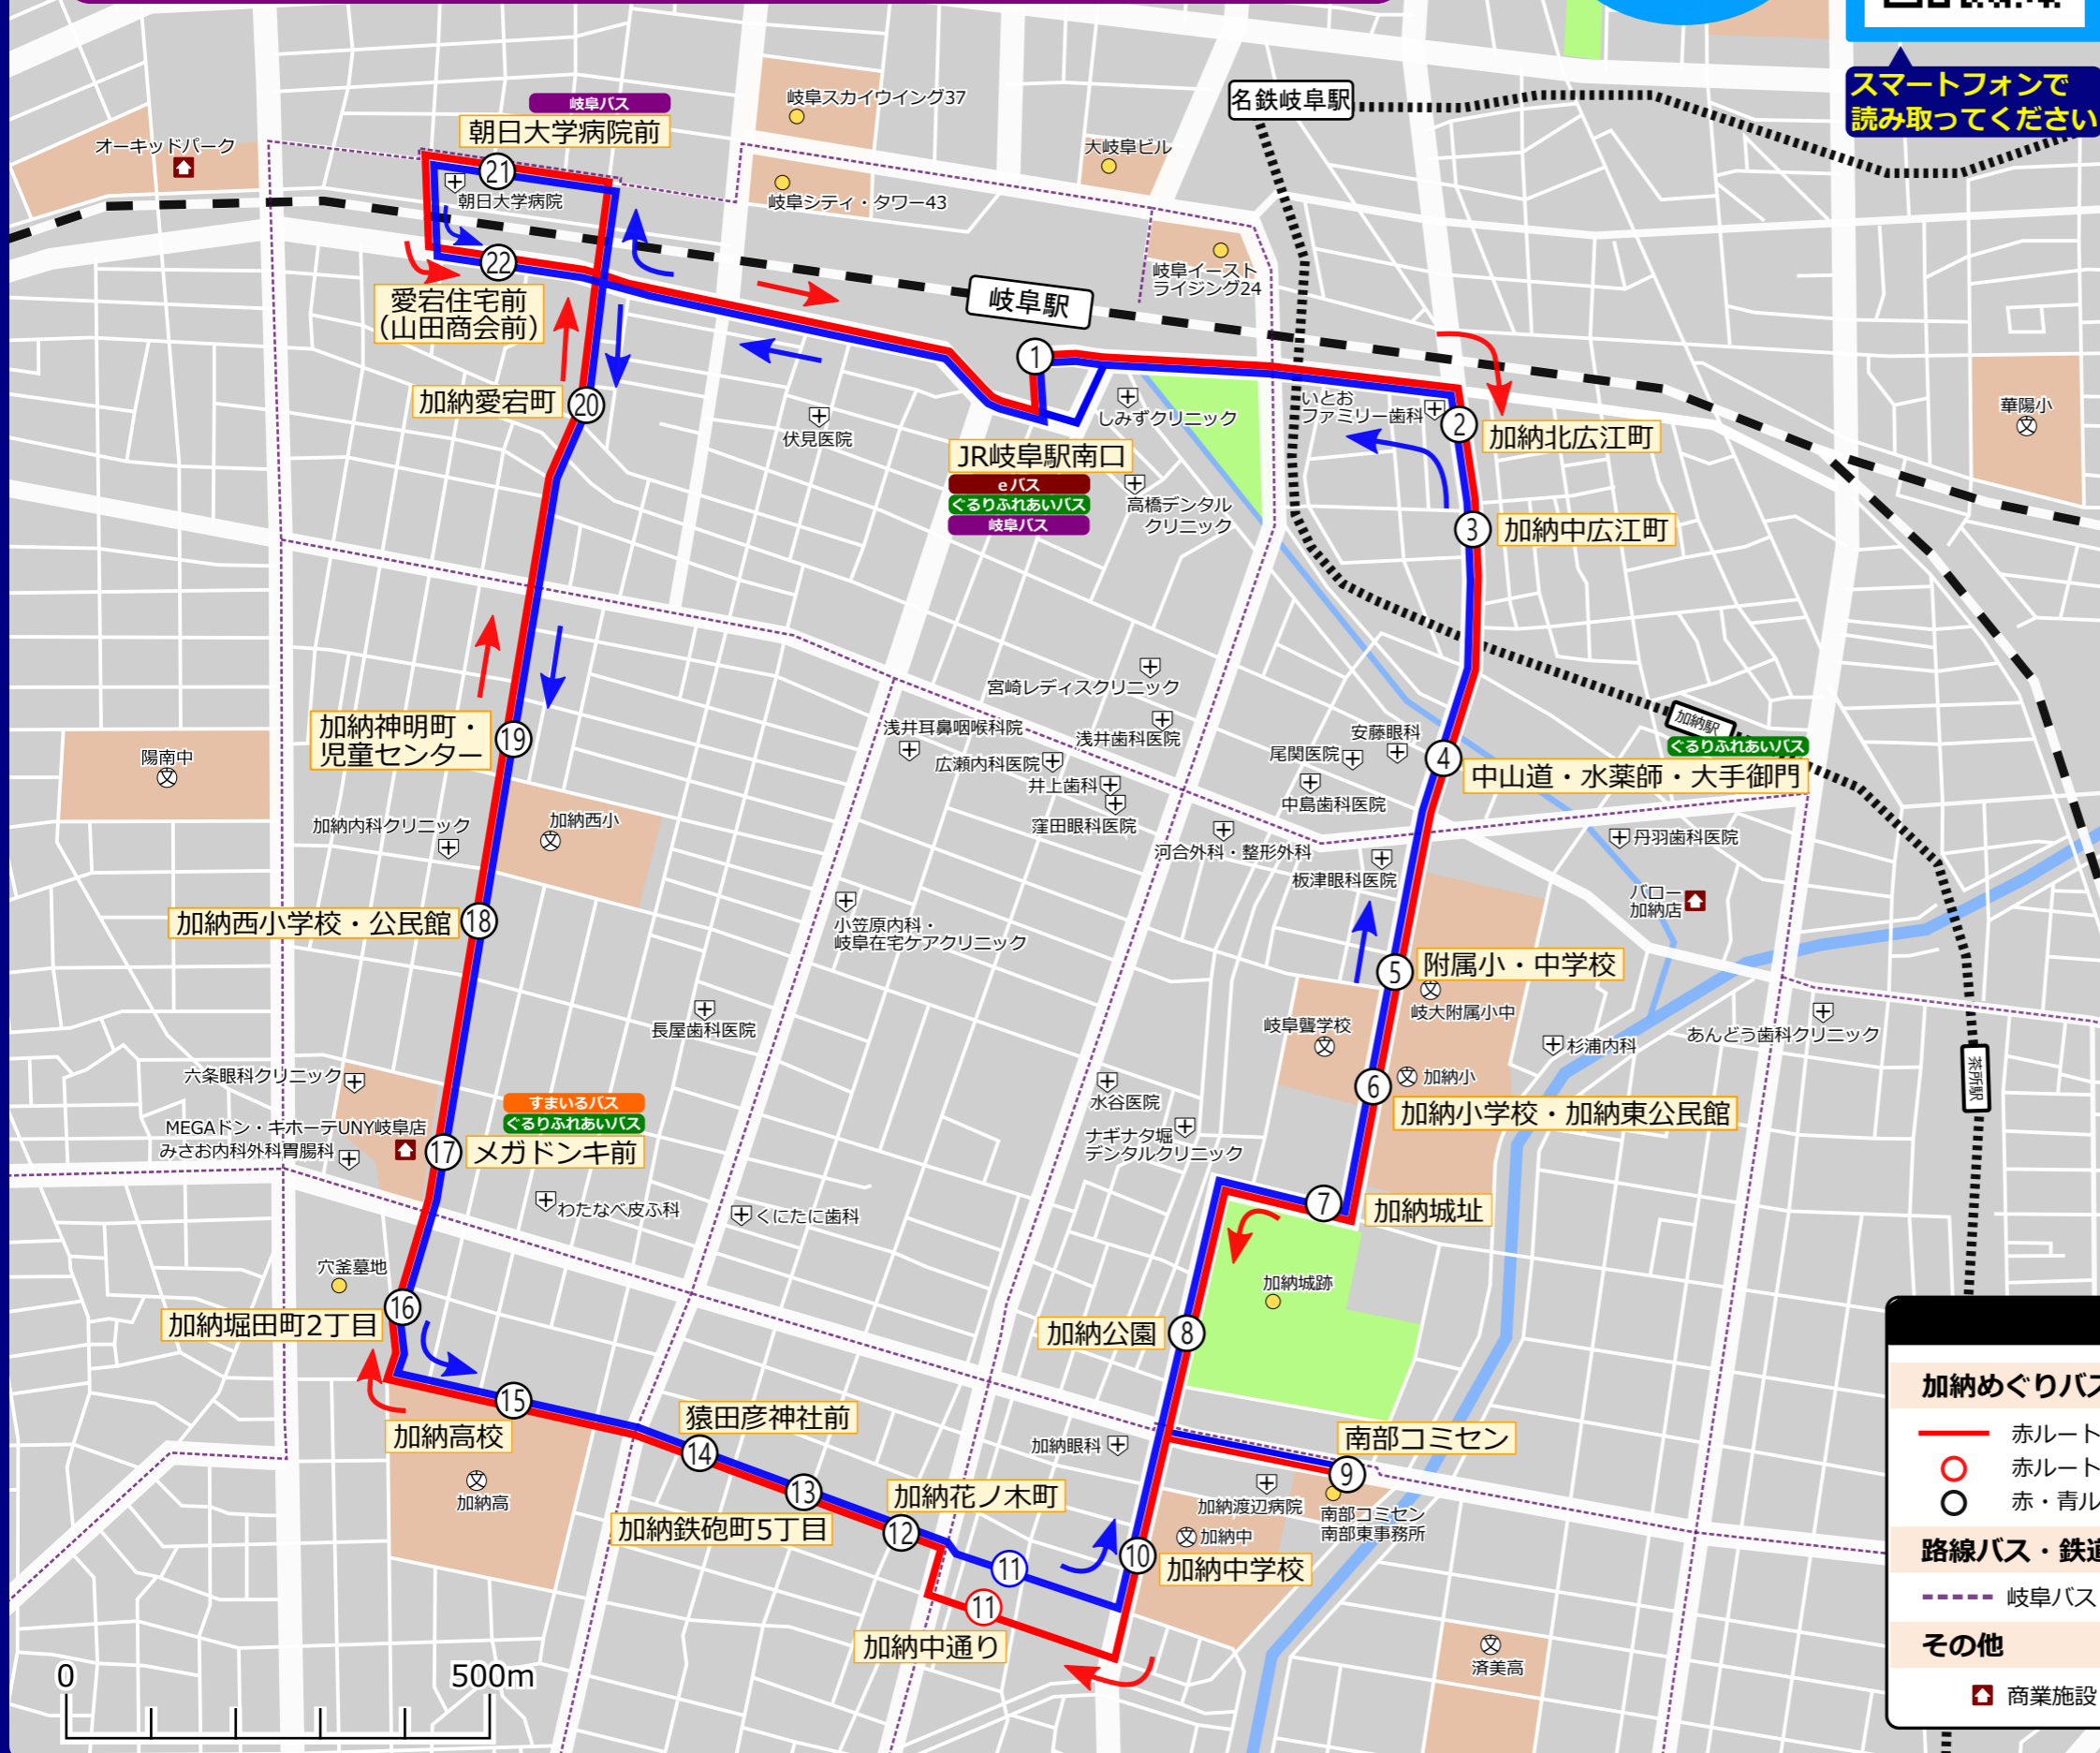 スマートフォンで
読み取ってください
岐阜バス
朝日大学病院前
オーキッドパーク
21
朝日大学病院
22
愛宕住宅前
（山田商会前）
加納愛宕町
20
岐阜スカイウイング37
岐阜シティ・タワー43
大岐阜ビル
名鉄岐阜駅
岐阜イースト
ライジング24
岐阜駅
1
JR岐阜駅南口
eバス
ぐるりふれあいバス
岐阜バス
伏見医院
しみずクリニック
高橋デンタル
クリニック
いとお
ファミリー歯科
2
加納北広江町
3
加納中広江町
華陽小
宮崎レディスクリニック
浅井耳鼻咽喉科院
浅井歯科医院
広瀬内科医院
井上歯科
窪田眼科医院
安藤眼科
尾関医院
中島歯科医院
河合外科・整形外科
板津眼科医院
加納駅
ぐるりふれあいバス
4
中山道・水薬師・大手御門
丹羽歯科医院
バロー
加納店
加納神明町・
児童センター
19
陽南中
加納内科クリニック
加納西小
加納西小学校・公民館
18
小笠原内科・
岐阜在宅ケアクリニック
長屋歯科医院
5
附属小・中学校
岐大附属小中
岐阜聾学校
杉浦内科
あんどう歯科クリニック
茶所駅
6
加納小
加納小学校・加納東公民館
水谷医院
ナギナタ堀
デンタルクリニック
六条眼科クリニック
MEGAドン・キホーテUNY岐阜店
みさお内科外科胃腸科
すまいるバス
ぐるりふれあいバス
17
メガドンキ前
わたなべ皮ふ科
くにたに歯科
7
加納城址
加納城跡
穴釜墓地
16
加納堀田町2丁目
加納公園
8
15
加納高校
加納高
猿田彦神社前
14
13
加納鉄砲町5丁目
加納花ノ木町
12
11
11
加納中通り
加納眼科
南部コミセン
9
加納渡辺病院
南部コミセン
南部東事務所
加納中
10
加納中学校
済美高
0
500m
加納めぐりバス
赤ルート
赤ルート
赤・青ル
路線バス・鉄道
岐阜バス
その他
商業施設